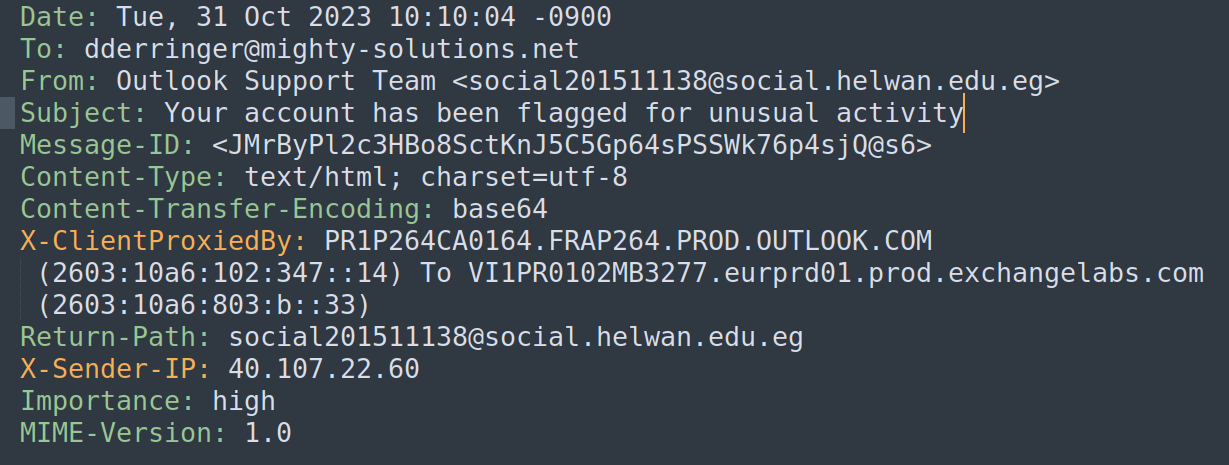 Date: Tue, 31 Oct 2023 10:10:04 -0900
To: dderringer@mighty-solutions.net
From: Outlook Support Team <social201511138@social.helwan.edu.eg>
Subject: Your account has been flagged for unusual activity
Message-ID: <JMrByPl2c3HBo8SctKnJ5C5Gp64sPSSWk76p4sjQ@s6>
Content-Type: text/html; charset=utf-8
Content-Transfer-Encoding: base64
X-ClientProxiedBy: PR1P264CA0164.FRAP264.PROD.OUTLOOK.COM
(2603:10a6:102:347::14) To VI1PR0102MB3277.eurprd01.prod.exchangelabs.com
(2603:10a6:803:b::33)
Return-Path: social201511138@social.helwan.edu.eg
X-Sender-IP: 40.107.22.60
Importance: high
MIME-Version: 1.0